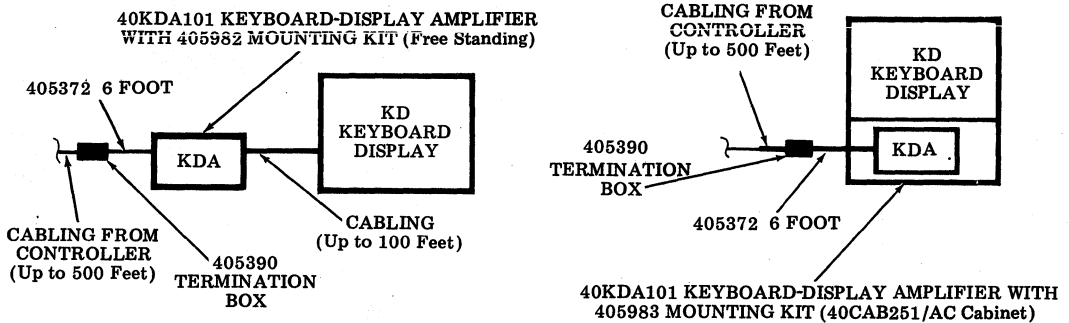 40KDA101 KEYBOARD-DISPLAY AMPLIFIER
WITH 405982 MOUNTING KIT (Free Standing)
405372 6 FOOT
KDA
KD
KEYBOARD
DISPLAY
CABLING FROM
CONTROLLER
(Up to 500 Feet)
405390
TERMINATION
BOX
CABLING
(Up to 100 Feet)
CABLING FROM
CONTROLLER
(Up to 500 Feet)
KD
KEYBOARD
DISPLAY
KDA
405390
TERMINATION
BOX
405372 6 FOOT
40KDA101 KEYBOARD-DISPLAY AMPLIFIER WITH
405983 MOUNTING KIT (40CAB251/AC Cabinet)